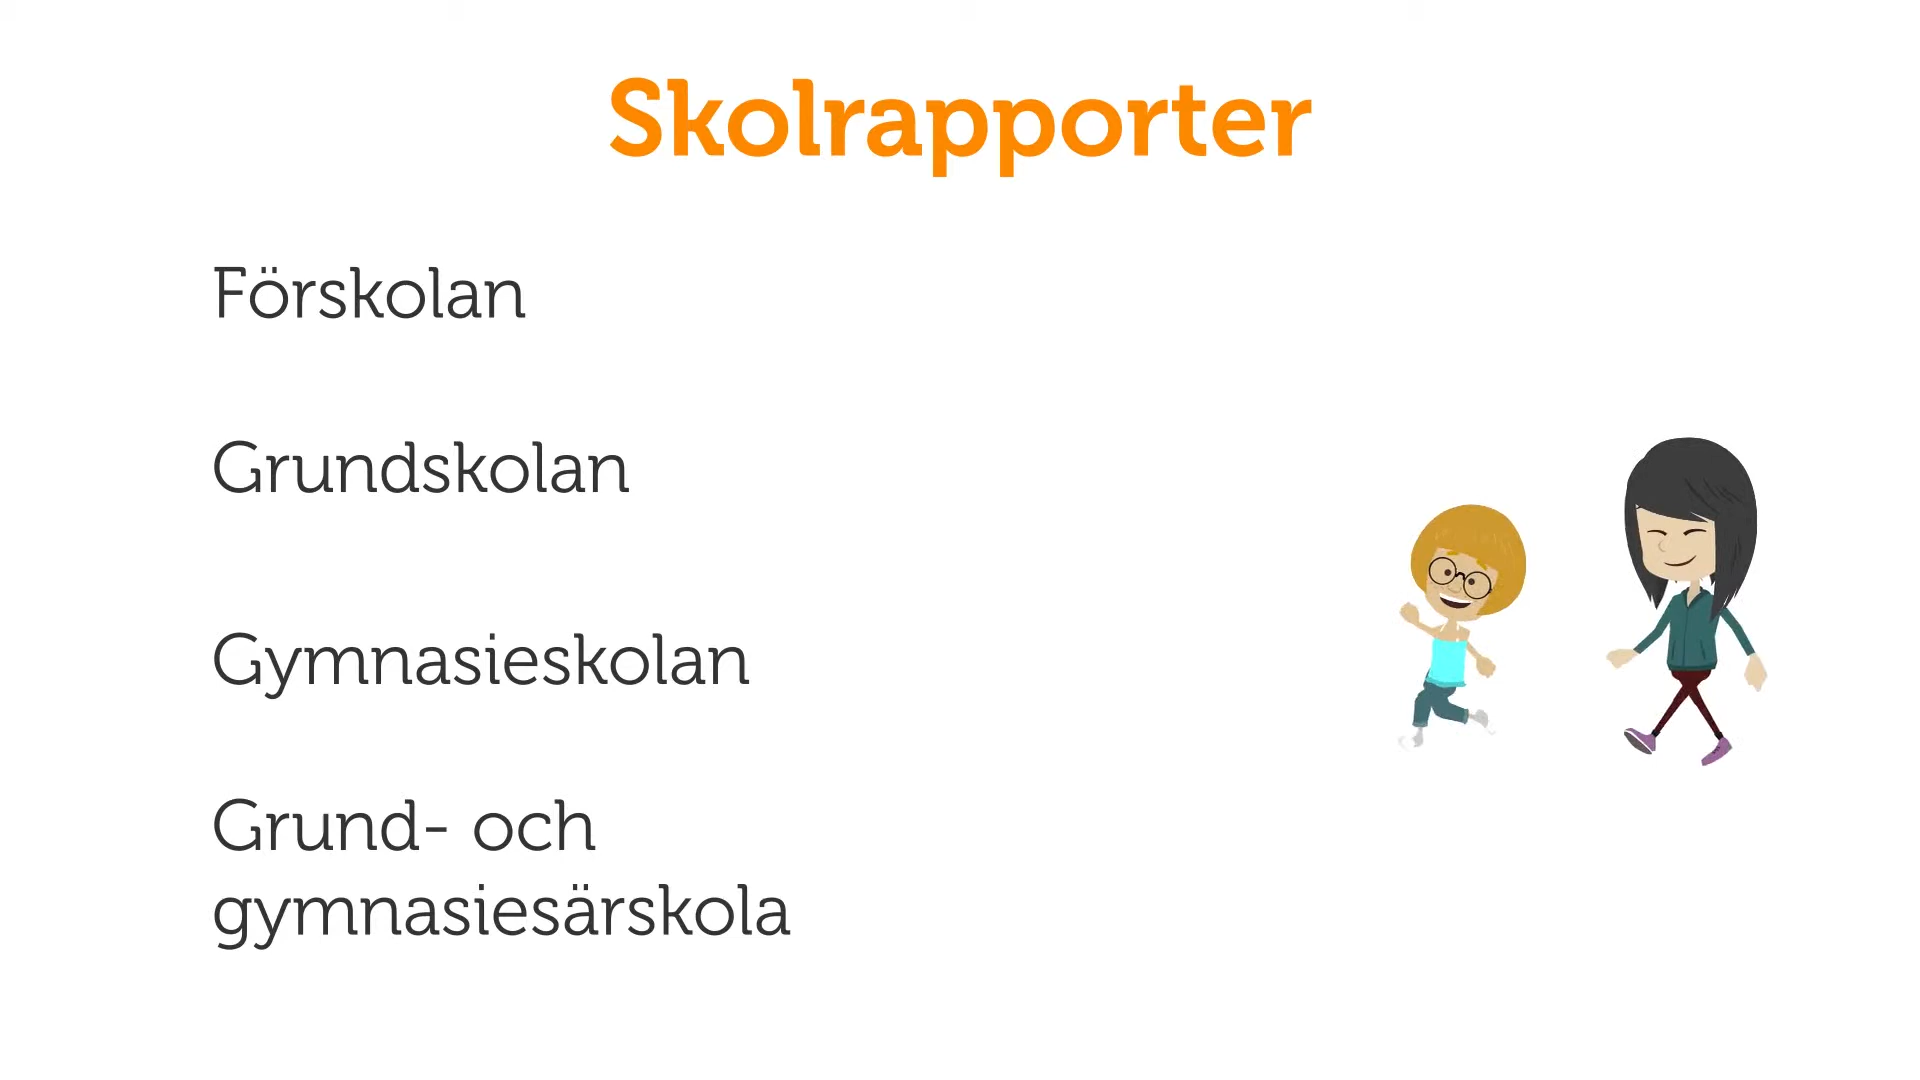 Skolrapporter
Förskolan
Grundskolan
Gymnasieskolan
Grund- och
gymnasiesärskola